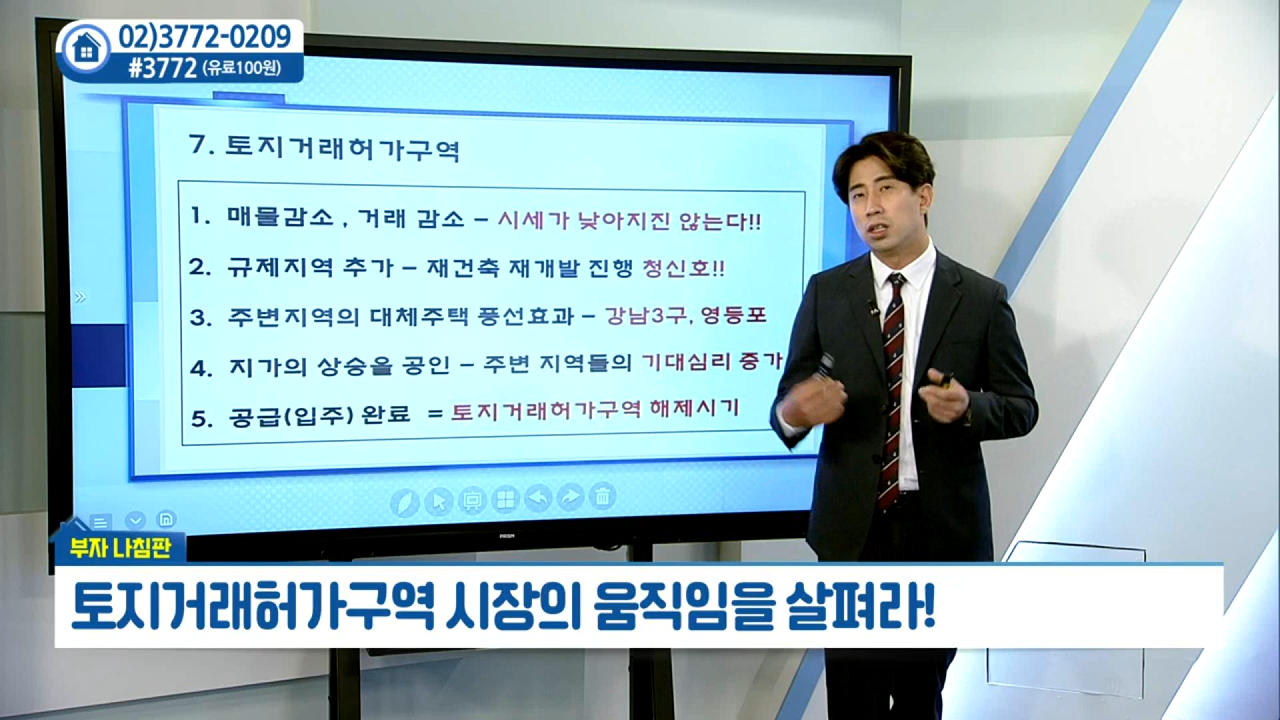 02)3772-0209
#3772 (유료100원)
7. 토지거래허가구역
1. 매물감소 , 거래 감소 – 시세가 낮아지진 않는다!!
2. 규제지역 추가 – 재건축 재개발 진행 청신호!!
3. 주변지역의 대체주택 풍선효과 – 강남3구, 영등포
4. 지가의 상승을 공인 – 주변 지역들의 기대심리 증가
5. 공급(입주) 완료 = 토지거래허가구역 해제시기
PRISM
부자 나침판
토지거래허가구역 시장의 움직임을 살펴라!